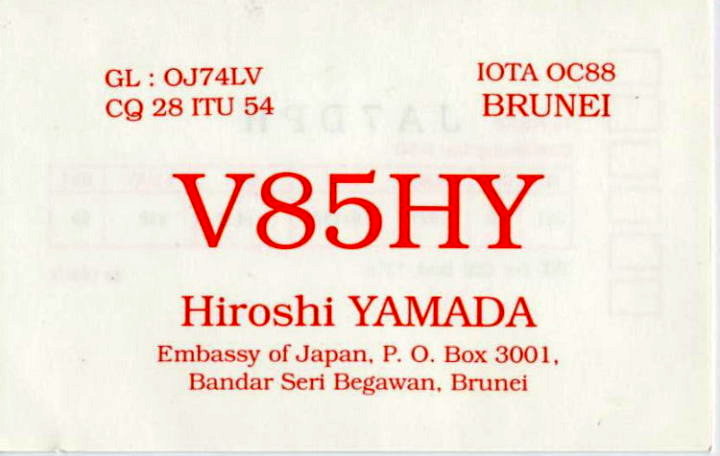 GL : OJ74LV
CQ 28 ITU 54
IOTA OC88
BRUNEI
JA7DPH
V85HY
Hiroshi YAMADA
Embassy of Japan, P. O. Box 3001,
Bandar Seri Begawan, Brunei